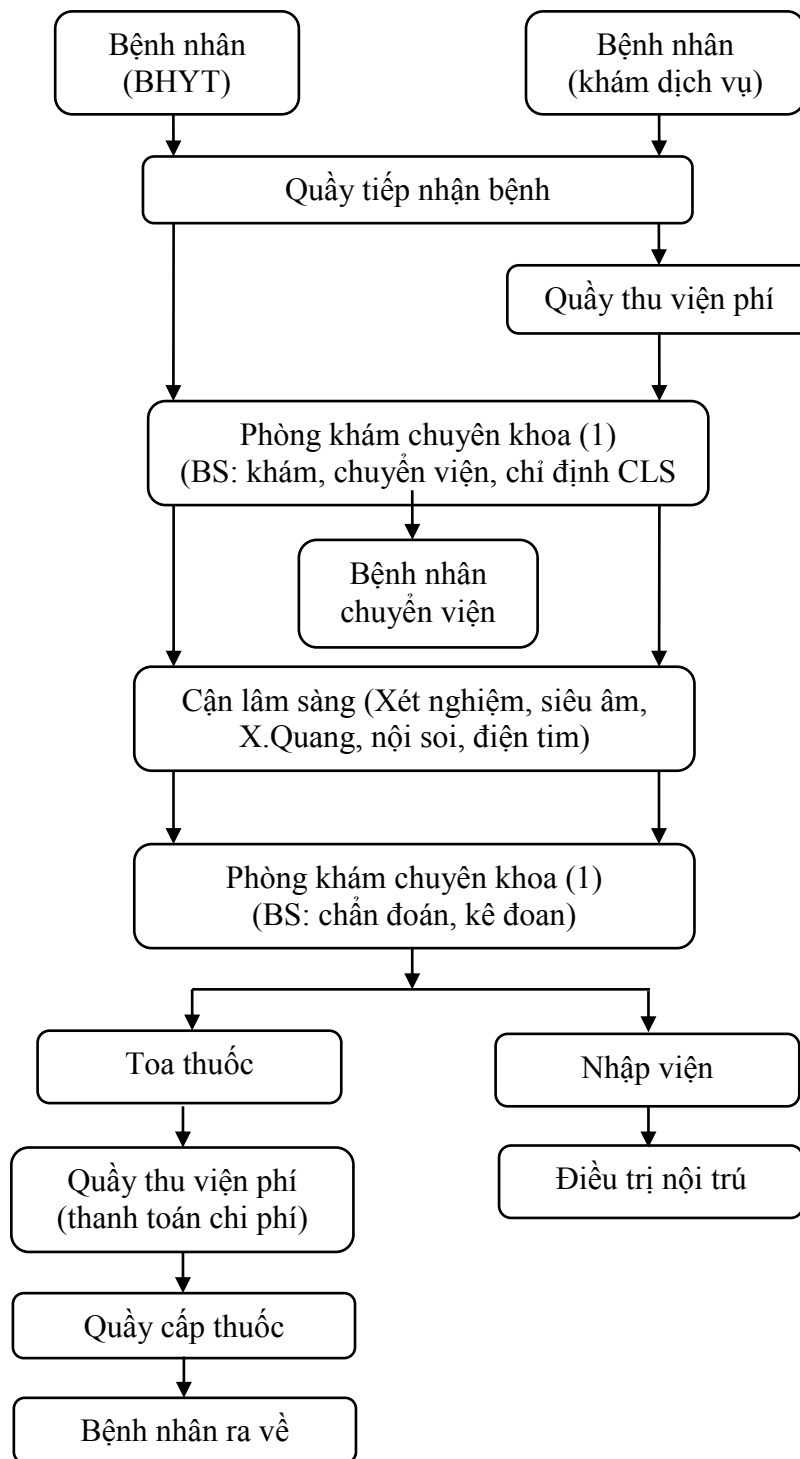 Bệnh nhân
(BHYT)
Bệnh nhân
(khám dịch vụ)
Quầy tiếp nhận bệnh
Quầy thu viện phí
Phòng khám chuyên khoa (1)
(BS: khám, chuyển viện, chỉ định CLS
Bệnh nhân
chuyển viện
Cận lâm sàng (Xét nghiệm, siêu âm,
X.Quang, nội soi, điện tim)
Phòng khám chuyên khoa (1)
(BS: chẩn đoán, kê đoan)
Toa thuốc
Nhập viện
Quầy thu viện phí
(thanh toán chi phí)
Điều trị nội trú
Quầy cấp thuốc
Bệnh nhân ra về